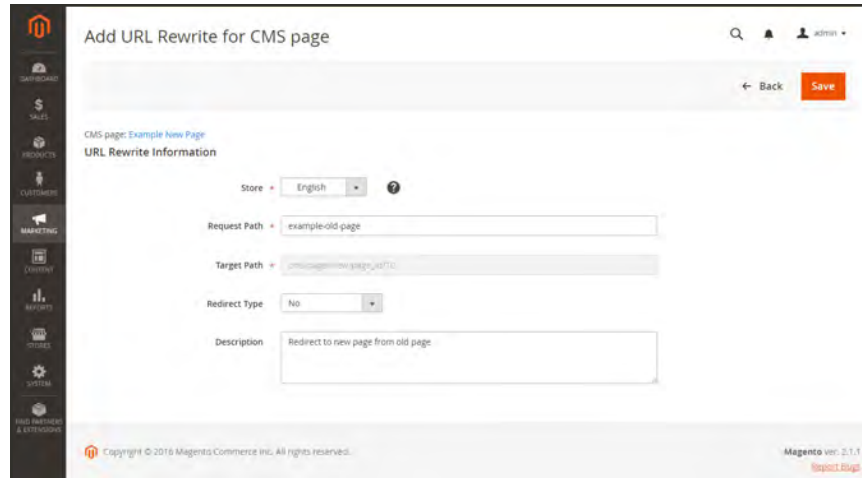 Add URL Rewrite for CMS page
admin
← Back
Save
DASHBOARD
SALES
PRODUCTS
CUSTOMERS
MARKETING
CONTENT
REPORTS
STORES
SYSTEM
FIND PARTNERS
& EXTENSIONS
CMS page: Example New Page
URL Rewrite Information
Store * English
Request Path * example-old-page
Target Path *
Redirect Type No
Description Redirect to new page from old page
Copyright © 2016 Magento Commerce Inc. All rights reserved.
Magento ver. 2.1.1
Report Bugs